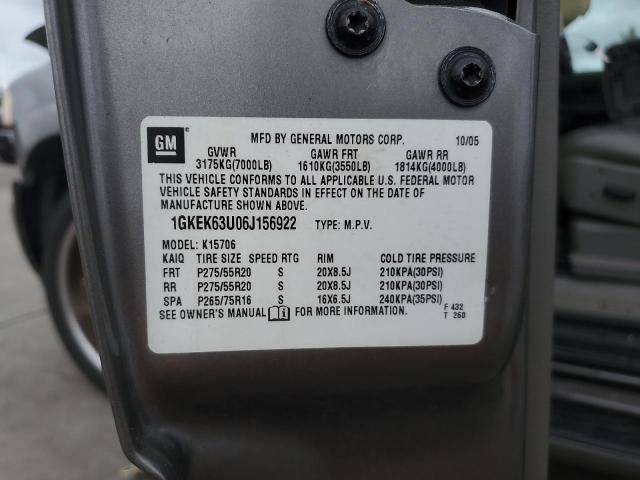 GM ® MFD BY GENERAL MOTORS CORP. 10/05
GVWR GAWR FRT GAWR RR
3175KG(7000LB) 1610KG(3550LB) 1814KG(4000LB)
THIS VEHICLE CONFORMS TO ALL APPLICABLE U.S. FEDERAL MOTOR
VEHICLE SAFETY STANDARDS IN EFFECT ON THE DATE OF
MANUFACTURE SHOWN ABOVE.
1GKEK63U06J156922 TYPE: M.P.V.
MODEL: K15706
KAIQ TIRE SIZE SPEED RTG RIM COLD TIRE PRESSURE
FRT P275/55R20 S 20X8.5J 210KPA(30PSI)
RR P275/55R20 S 20X8.5J 210KPA(30PSI)
SPA P265/75R16 S 16X6.5J 240KPA(35PSI)
SEE OWNER'S MANUAL FOR MORE INFORMATION. F 432
T 260